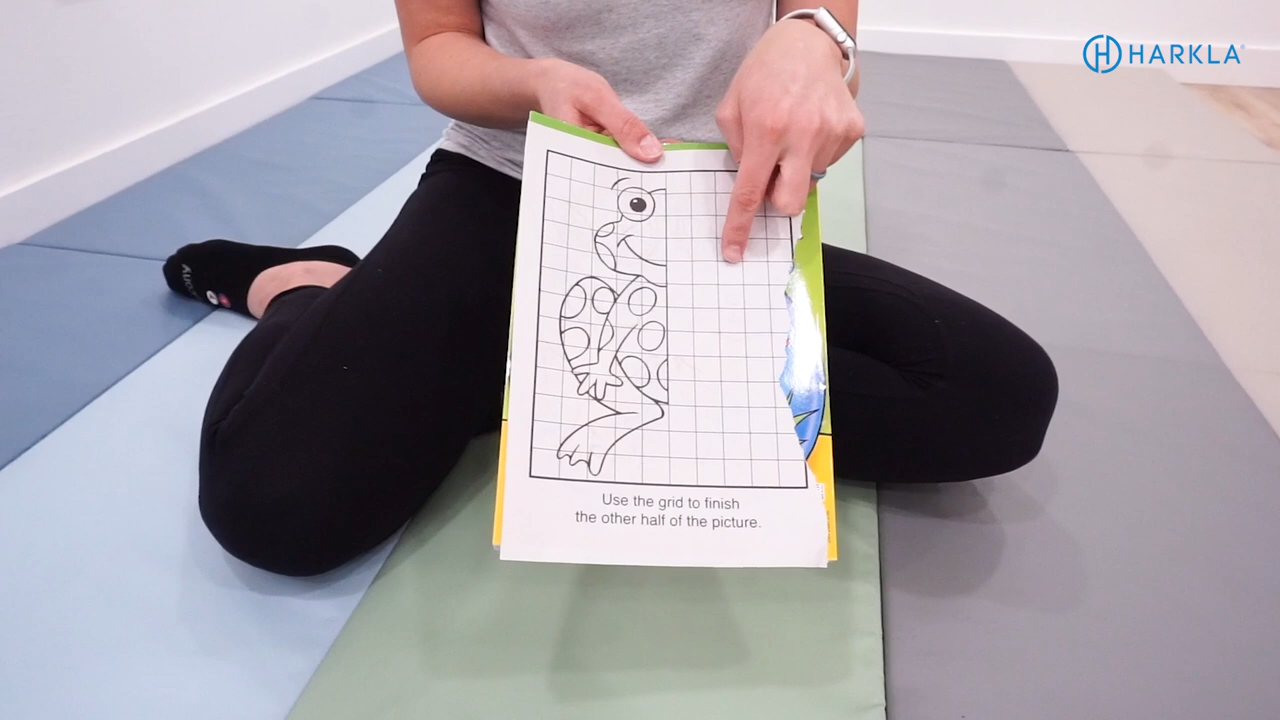 HARKLA
Use the grid to finish
the other half of the picture.